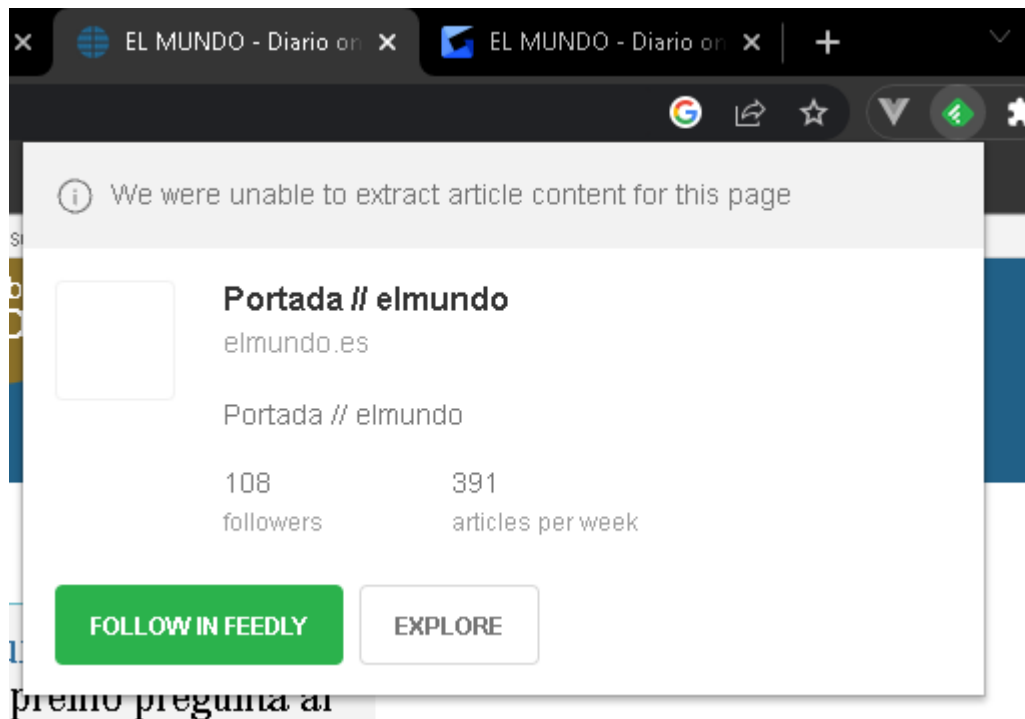 EL MUNDO - Diario on
EL MUNDO - Diario on
We were unable to extract article content for this page
Portada // elmundo
elmundo.es
Portada // elmundo
108 391
followers articles per week
FOLLOW IN FEEDLY EXPLORE
pregunta al